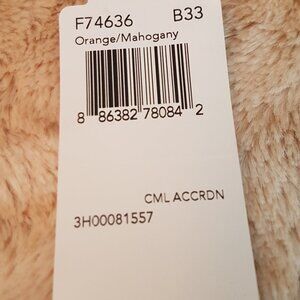 F74636 B33
Orange/Mahogany
8 86382 78084 2
CML ACCRDN
3H00081557